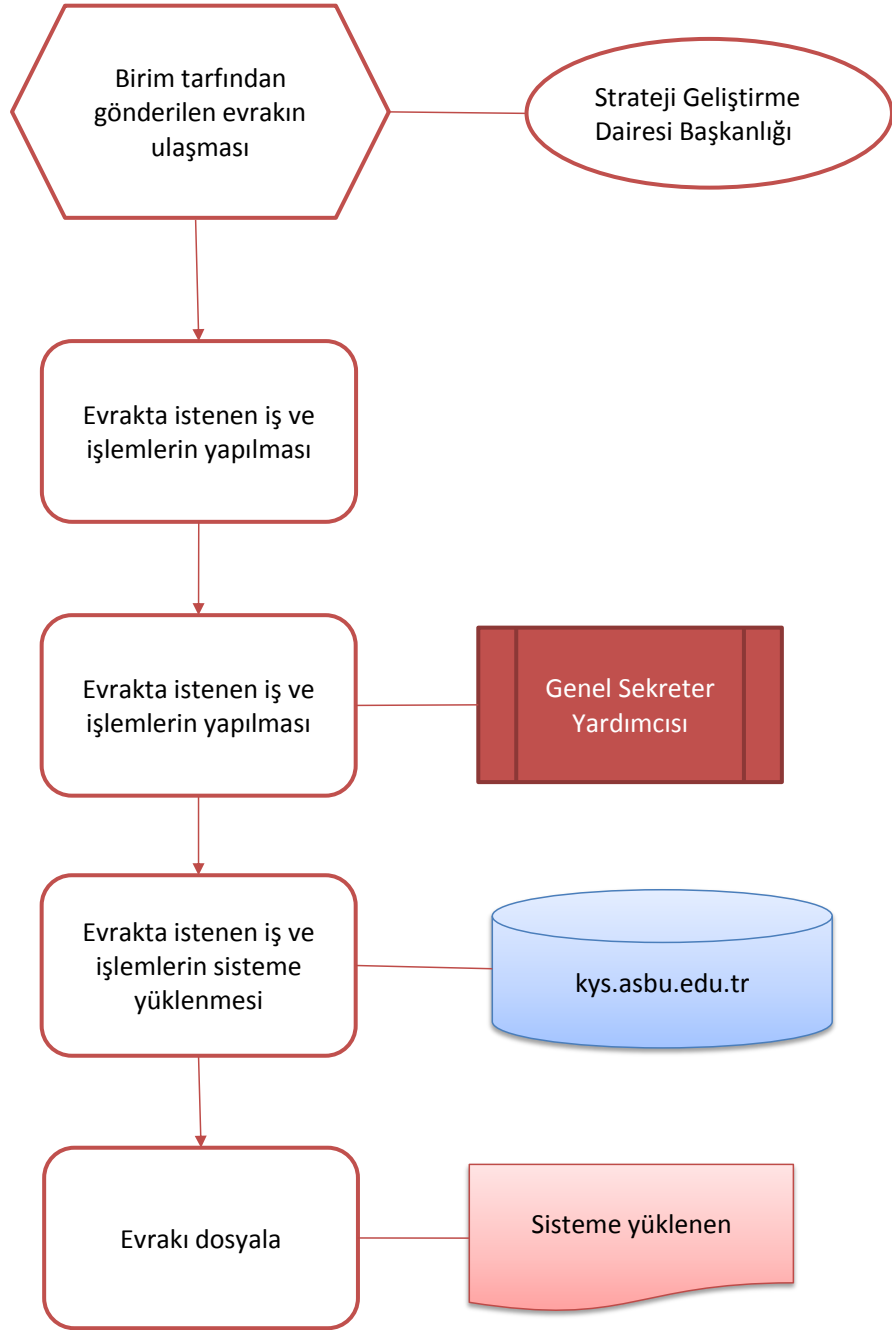 Birim tarfından
gönderilen evrakın
ulaşması
Strateji Geliştirme
Dairesi Başkanlığı
Evrakta istenen iş ve
işlemlerin yapılması
Evrakta istenen iş ve
işlemlerin yapılması
Genel Sekreter
Yardımcısı
Evrakta istenen iş ve
işlemlerin sisteme
yüklenmesi
kys.asbu.edu.tr
Evrakı dosyala
Sisteme yüklenen